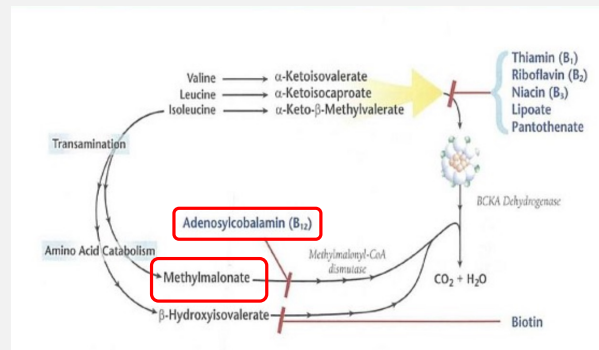 Thiamin (B₁)
Riboflavin (B₂)
Niacin (B₃)
Lipoate
Pantothenate
Valine α-Ketoisovalerate
Leucine α-Ketoisocaproate
Isoleucine α-Keto-β-Methylvalerate
Transamination
BCKA Dehydrogenase
Adenosylcobalamin (B₁₂)
Amino Acid Catabolism
Methylmalonyl-CoA
dismutase
Methylmalonate
CO₂ + H₂O
β-Hydroxyisovalerate
Biotin